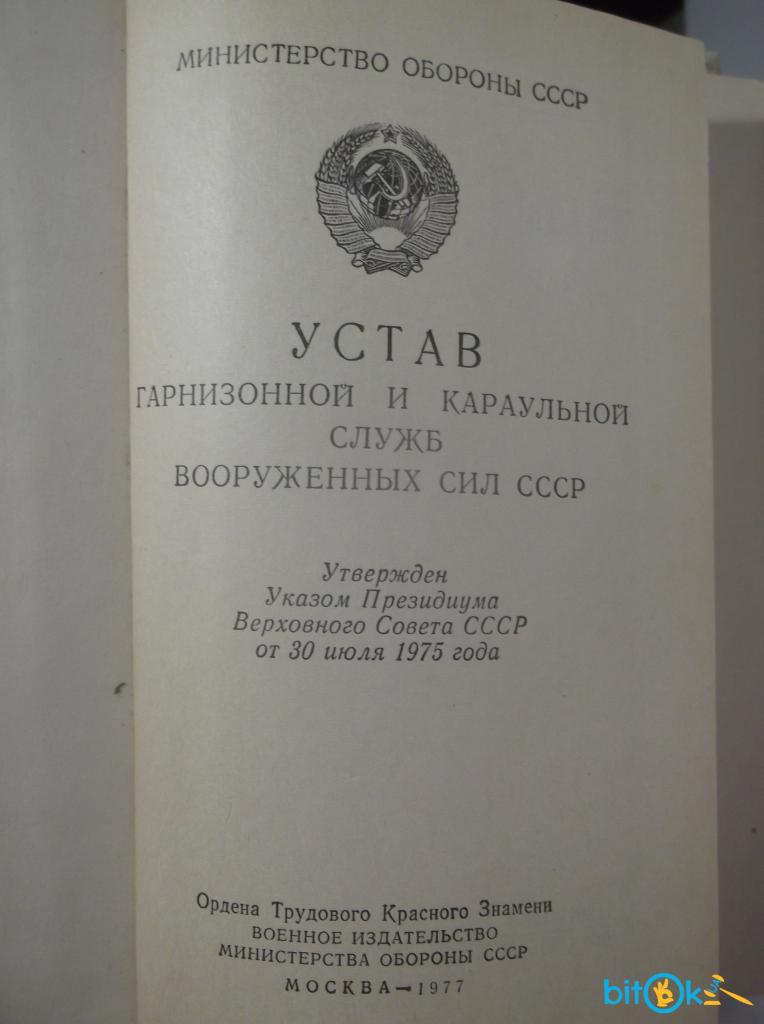 МИНИСТЕРСТВО ОБОРОНЫ СССР
УСТАВ
ГАРНИЗОННОЙ И КАРАУЛЬНОЙ
СЛУЖБ
ВООРУЖЕННЫХ СИЛ СССР
Утвержден
Указом Президиума
Верховного Совета СССР
от 30 июля 1975 года
Ордена Трудового Красного Знамени
ВОЕННОЕ ИЗДАТЕЛЬСТВО
МИНИСТЕРСТВА ОБОРОНЫ СССР
МОСКВА—1977
bitOk